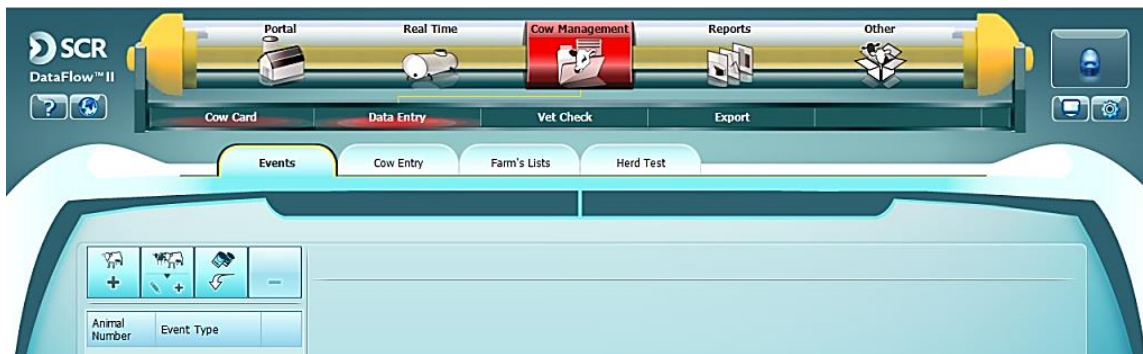 SCR
DataFlow™II
?
Portal Real Time Cow Management Reports Other
Cow Card Data Entry Vet Check Export
Events Cow Entry Farm's Lists Herd Test
Animal Number Event Type